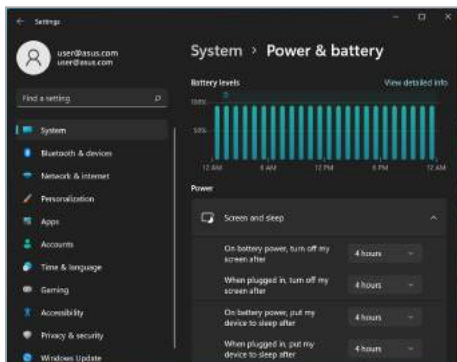 Settings
user@asus.com
user@asus.com
Find a setting
System
Bluetooth & devices
Network & internet
Personalization
Apps
Accounts
Time & language
Gaming
Accessibility
Privacy & security
Windows Update
System > Power & battery
Battery levels
View detailed info
100%
50%
12 AM
6 AM
12 PM
6 PM
12 AM
Power
Screen and sleep
On battery power, turn off my
screen after
4 hours
When plugged in, turn off my
screen after
4 hours
On battery power, put my
device to sleep after
4 hours
When plugged in, put my
device to sleep after
4 hours